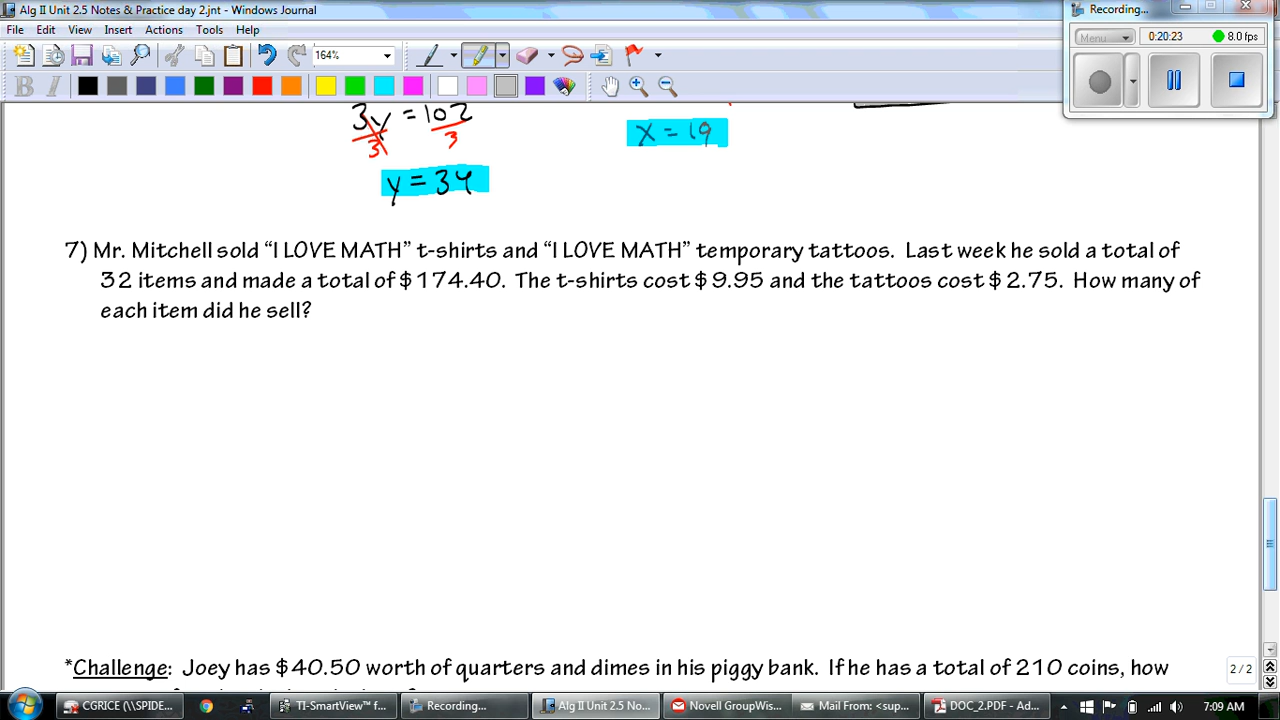 Alg II Unit 2.5 Notes & Practice day 2.jnt - Windows Journal
Recording...
File Edit View Insert Actions Tools Help
Menu 0:20:23 8.0 fps
164%
B I
3y = 102
3 3
x = 19
y = 34
7) Mr. Mitchell sold “I LOVE MATH” t-shirts and “I LOVE MATH” temporary tattoos. Last week he sold a total of
32 items and made a total of $174.40. The t-shirts cost $9.95 and the tattoos cost $2.75. How many of
each item did he sell?
*Challenge: Joey has $40.50 worth of quarters and dimes in his piggy bank. If he has a total of 210 coins, how
2 / 2
CGRICE (\\SPIDE... TI-SmartView™ f... Recording... Alg II Unit 2.5 No... Novell GroupWis... Mail From: <sup... DOC_2.PDF - Ad... 7:09 AM